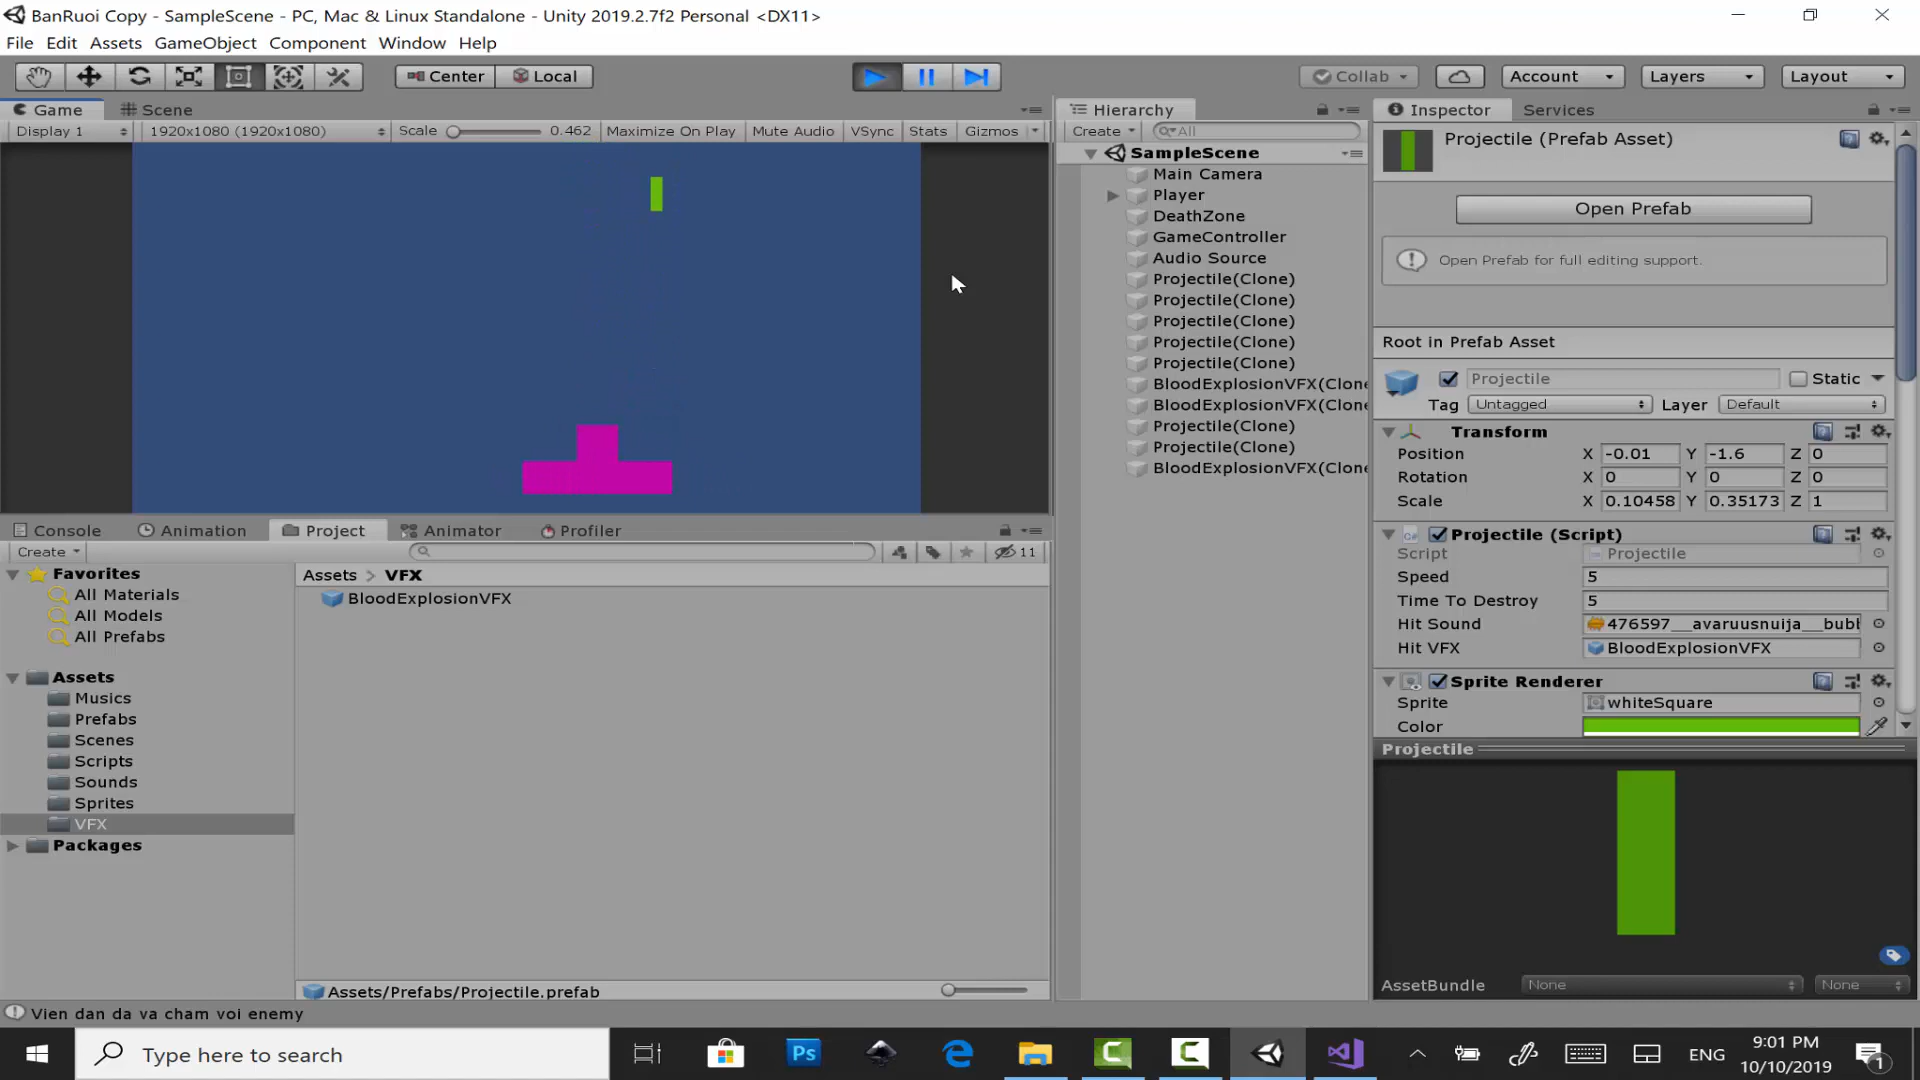 BanRuoi Copy - SampleScene - PC, Mac & Linux Standalone - Unity 2019.2.7f2 Personal <DX11>
File Edit Assets GameObject Component Window Help
Center Local Collab Account Layers Layout
Game Scene
Display 1 1920x1080 (1920x1080) Scale 0.462 Maximize On Play Mute Audio VSync Stats Gizmos
Hierarchy
Create All
SampleScene
Main Camera
Player
DeathZone
GameController
Audio Source
Projectile(Clone)
Projectile(Clone)
Projectile(Clone)
Projectile(Clone)
Projectile(Clone)
BloodExplosionVFX(Clone
BloodExplosionVFX(Clone
Projectile(Clone)
Projectile(Clone)
BloodExplosionVFX(Clone
Inspector Services
Projectile (Prefab Asset)
Open Prefab
Open Prefab for full editing support.
Root in Prefab Asset
Projectile Static
Tag Untagged Layer Default
Transform
Position X -0.01 Y -1.6 Z 0
Rotation X 0 Y 0 Z 0
Scale X 0.10458 Y 0.35173 Z 1
Projectile (Script)
Script Projectile
Speed 5
Time To Destroy 5
Hit Sound 476597__avaruusnuija__bubl
Hit VFX BloodExplosionVFX
Sprite Renderer
Sprite whiteSquare
Color
Projectile
AssetBundle None None
Console Animation Project Animator Profiler
Create 11
Favorites
All Materials
All Models
All Prefabs
Assets
Musics
Prefabs
Scenes
Scripts
Sounds
Sprites
VFX
Packages
Assets > VFX
BloodExplosionVFX
Assets/Prefabs/Projectile.prefab
Vien dan da va cham voi enemy
Type here to search
Ps
ENG
9:01 PM
10/10/2019
1